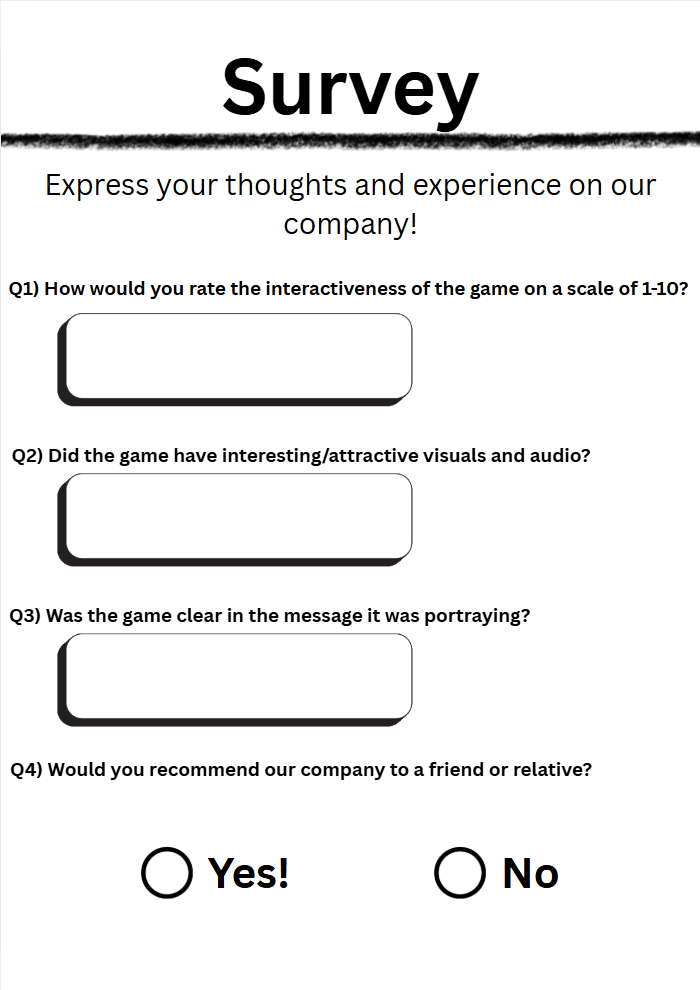 Survey
Express your thoughts and experience on our
company!
Q1) How would you rate the interactiveness of the game on a scale of 1-10?
Q2) Did the game have interesting/attractive visuals and audio?
Q3) Was the game clear in the message it was portraying?
Q4) Would you recommend our company to a friend or relative?
Yes! No